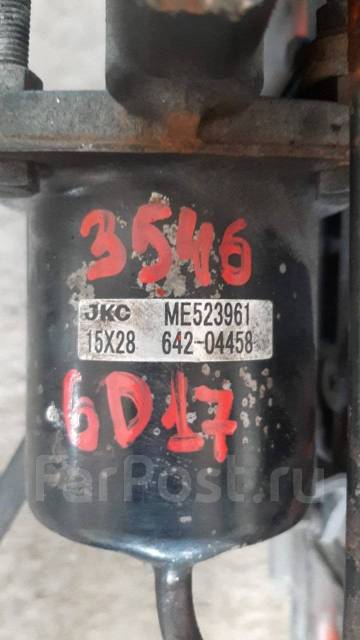 3546
JKC ME523961
15X28 642-04458
6D17
FarPost.ru